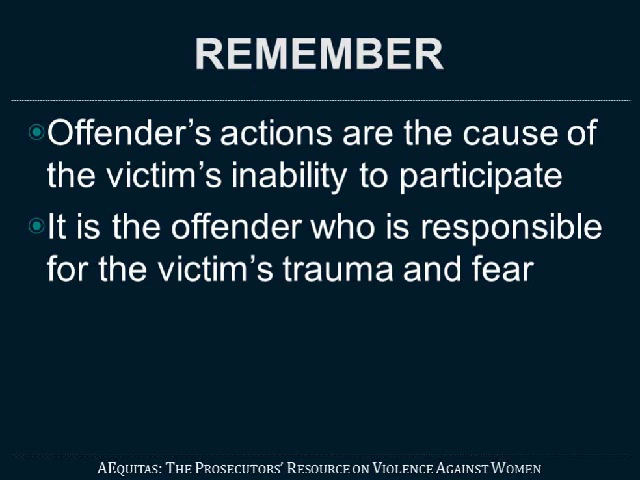 REMEMBER
Offender’s actions are the cause of
the victim’s inability to participate
It is the offender who is responsible
for the victim’s trauma and fear
AEQUITAS: THE PROSECUTORS’ RESOURCE ON VIOLENCE AGAINST WOMEN